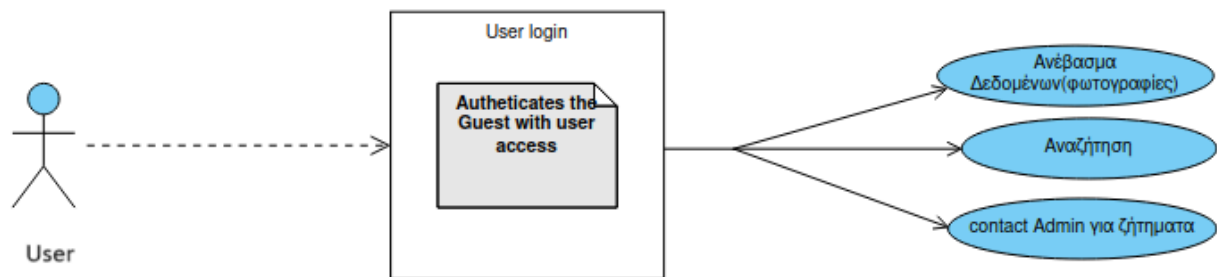 User
User login
Autheticates the
Guest with user
access
Ανέβασμα
Δεδομένων(φωτογραφίες)
Αναζήτηση
contact Admin για ζήτηματα